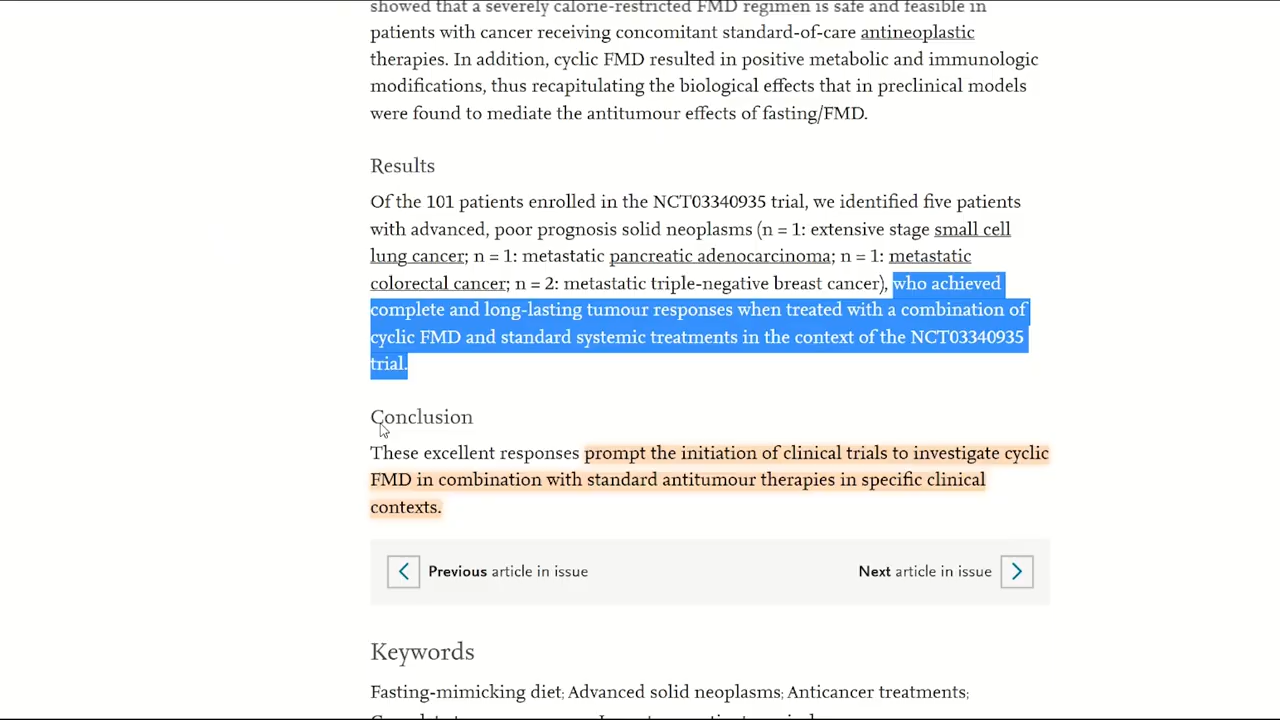 showed that a severely calorie-restricted FMD regimen is safe and feasible in
patients with cancer receiving concomitant standard-of-care antineoplastic
therapies. In addition, cyclic FMD resulted in positive metabolic and immunologic
modifications, thus recapitulating the biological effects that in preclinical models
were found to mediate the antitumour effects of fasting/FMD.
Results
Of the 101 patients enrolled in the NCT03340935 trial, we identified five patients
with advanced, poor prognosis solid neoplasms (n = 1: extensive stage small cell
lung cancer; n = 1: metastatic pancreatic adenocarcinoma; n = 1: metastatic
colorectal cancer; n = 2: metastatic triple-negative breast cancer), who achieved
complete and long-lasting tumour responses when treated with a combination of
cyclic FMD and standard systemic treatments in the context of the NCT03340935
trial.
Conclusion
These excellent responses prompt the initiation of clinical trials to investigate cyclic
FMD in combination with standard antitumour therapies in specific clinical
contexts.
Previous article in issue
Next article in issue
Keywords
Fasting-mimicking diet; Advanced solid neoplasms; Anticancer treatments;